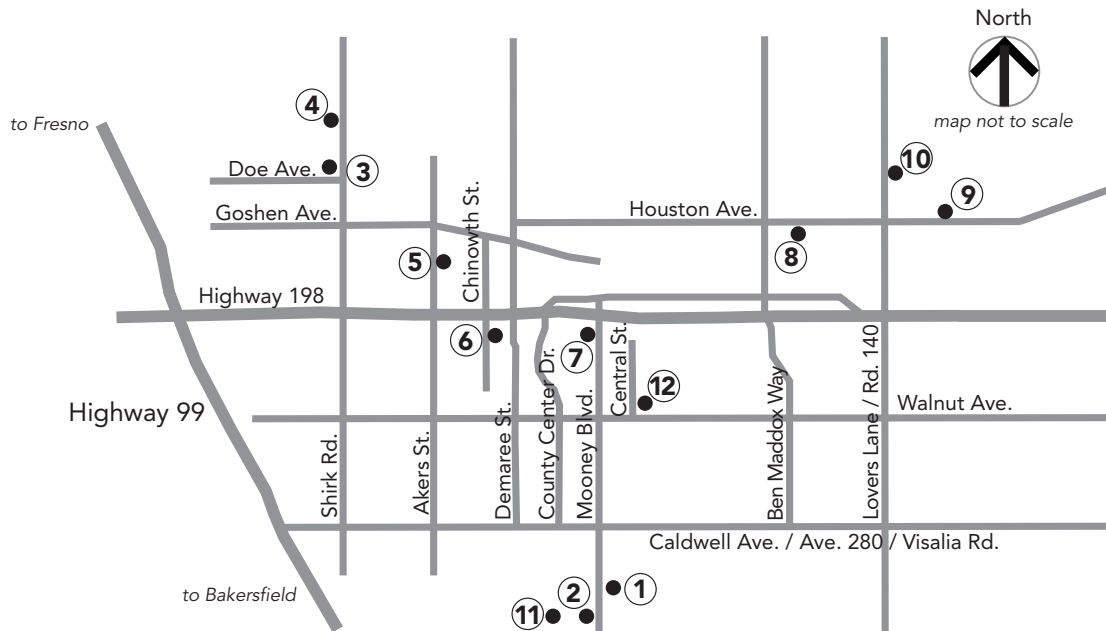 North
map not to scale
to Fresno
4
10
Doe Ave.
3
9
Goshen Ave.
Houston Ave.
Chinowth St.
5
8
Highway 198
6
7
Central St.
12
Highway 99
Walnut Ave.
Shirk Rd.
Akers St.
Demaree St.
County Center Dr.
Mooney Blvd.
Ben Maddox Way
Lovers Lane / Rd. 140
Caldwell Ave. / Ave. 280 / Visalia Rd.
to Bakersfield
11
2
1